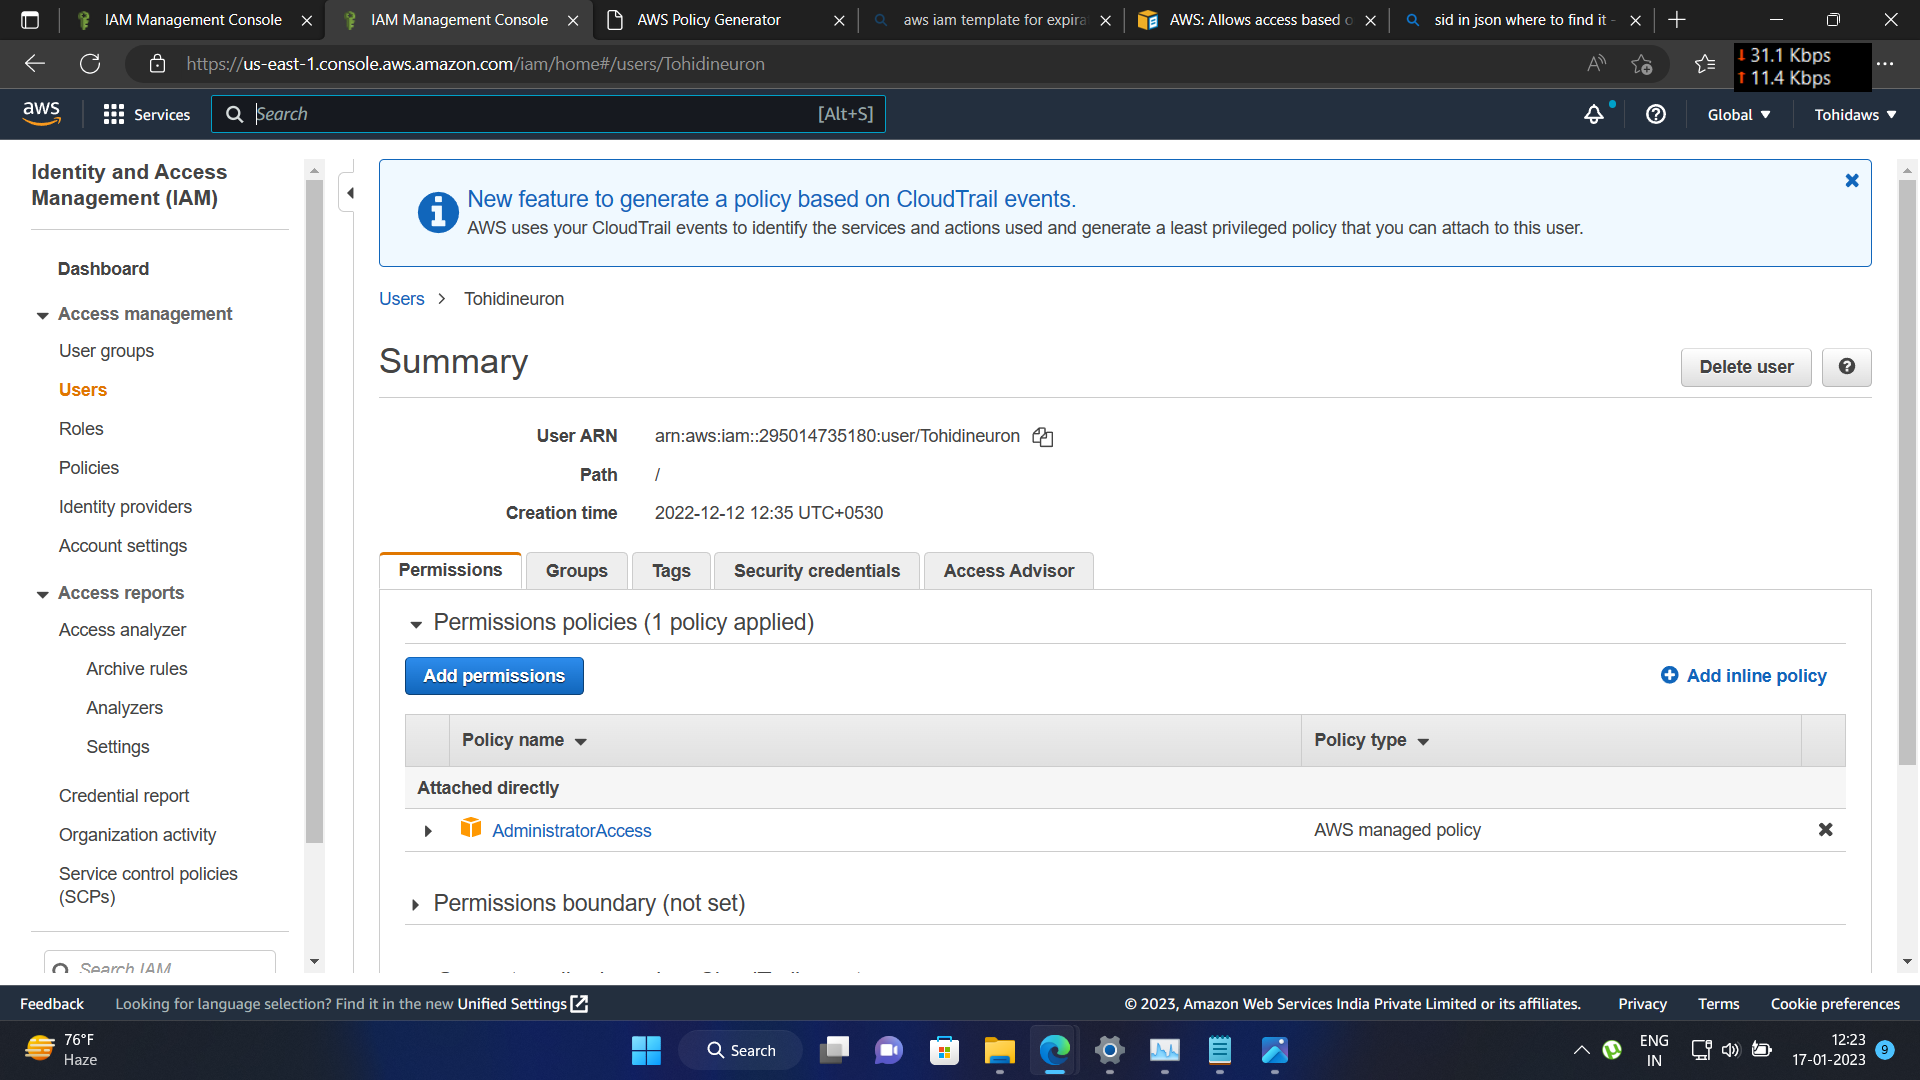 IAM Management Console
IAM Management Console
AWS Policy Generator
aws iam template for expira
AWS: Allows access based o
sid in json where to find it -
https://us-east-1.console.aws.amazon.com/iam/home#/users/Tohidineuron
31.1 Kbps
11.4 Kbps
aws
Services
Search
[Alt+S]
Global
Tohidaws
Identity and Access
Management (IAM)
Dashboard
Access management
User groups
Users
Roles
Policies
Identity providers
Account settings
Access reports
Access analyzer
Archive rules
Analyzers
Settings
Credential report
Organization activity
Service control policies
(SCPs)
Search IAM
New feature to generate a policy based on CloudTrail events.
AWS uses your CloudTrail events to identify the services and actions used and generate a least privileged policy that you can attach to this user.
Users > Tohidineuron
Summary
Delete user
User ARN arn:aws:iam::295014735180:user/Tohidineuron
Path /
Creation time 2022-12-12 12:35 UTC+0530
Permissions
Groups
Tags
Security credentials
Access Advisor
Permissions policies (1 policy applied)
Add permissions
Add inline policy
Policy name
Policy type
Attached directly
AdministratorAccess
AWS managed policy
Permissions boundary (not set)
Feedback
Looking for language selection? Find it in the new Unified Settings
© 2023, Amazon Web Services India Private Limited or its affiliates.
Privacy
Terms
Cookie preferences
76°F
Haze
Search
ENG
IN
12:23
17-01-2023
9